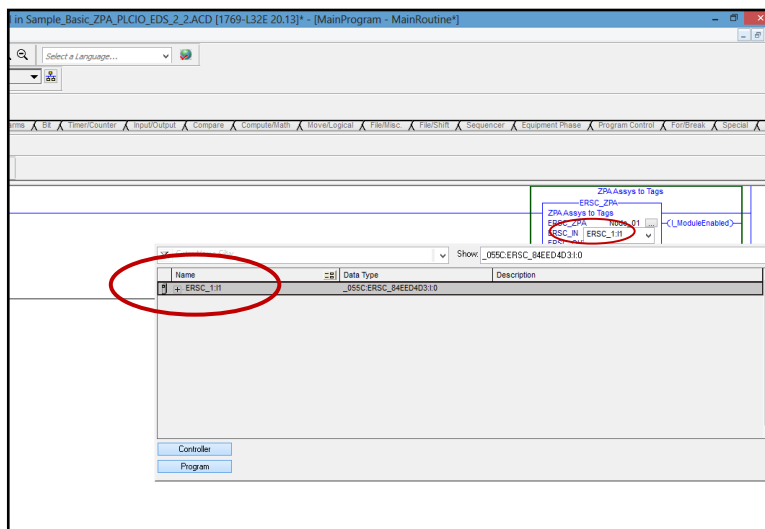 l in Sample_Basic_ZPA_PLCIO_EDS_2_2.ACD [1769-L32E 20.13]* - [MainProgram - MainRoutine*]
Select a Language...
arms Bit Timer/Counter Input/Output Compare Compute/Math Move/Logical File/Misc. File/Shift Sequencer Equipment Phase Program Control For/Break Special
ZPA Assys to Tags
ERSC_ZPA
ZPA Assys to Tags
ERSC_ZPA Node_01 ... (I_ModuleEnabled)
ERSC_IN ERSC_1:I1
Show: _055C:ERSC_84EED4D3:I:0
Name Data Type Description
ERSC_1:I1 _055C:ERSC_84EED4D3:I:0
Controller
Program